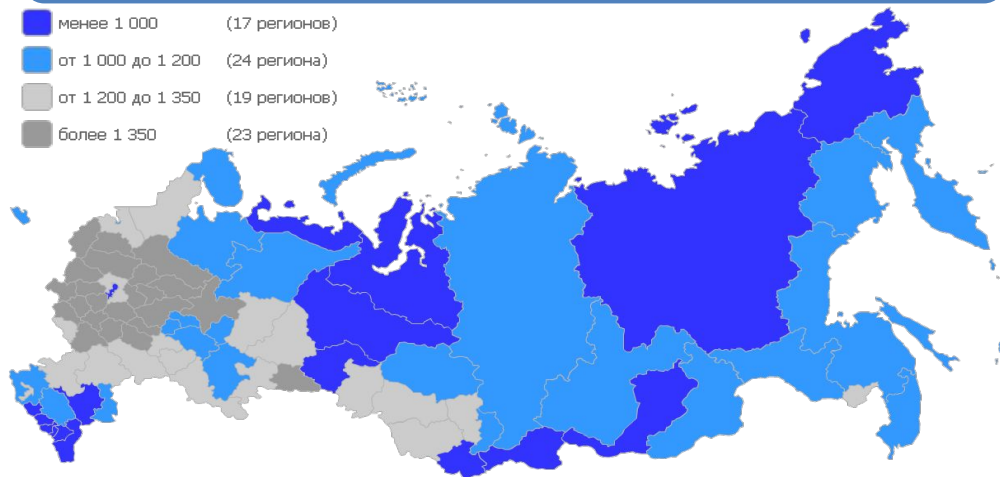 менее 1 000 (17 регионов)
от 1 000 до 1 200 (24 региона)
от 1 200 до 1 350 (19 регионов)
более 1 350 (23 региона)